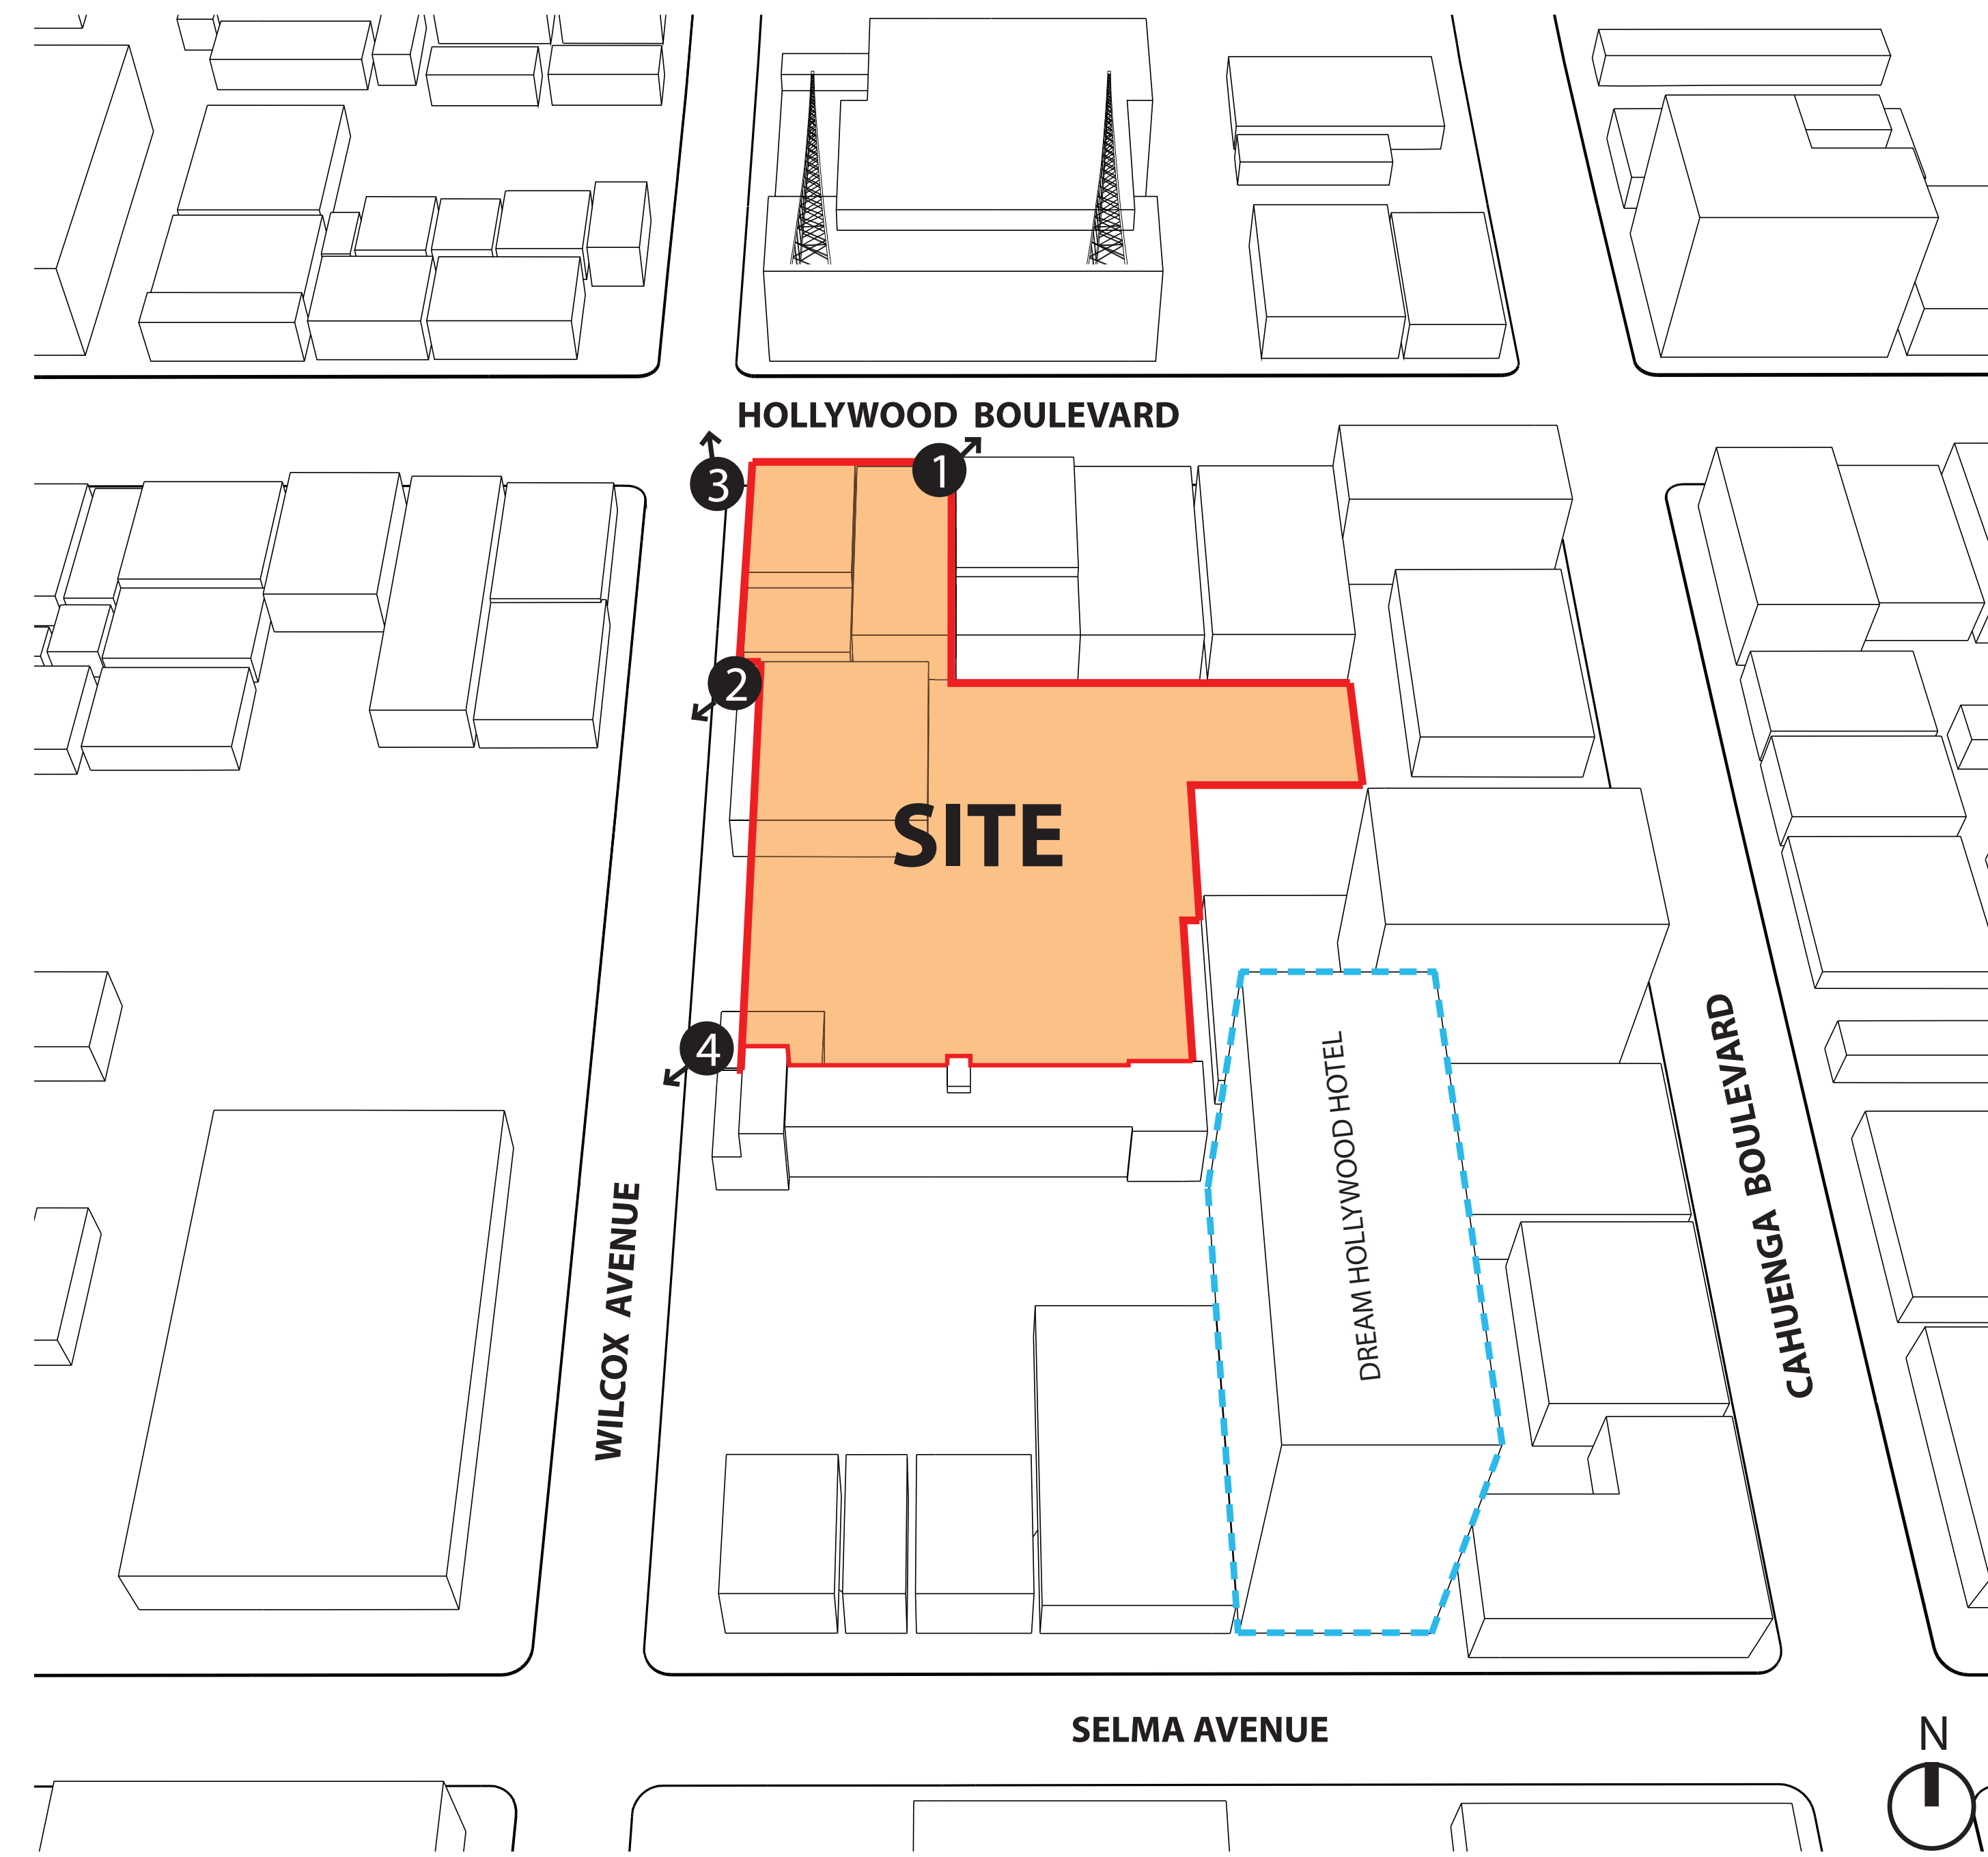 HOLLYWOOD BOULEVARD
1
3
2
SITE
4
DREAM HOLLYWOOD HOTEL
CAHUENGA BOULEVARD
WILCOX AVENUE
SELMA AVENUE
N